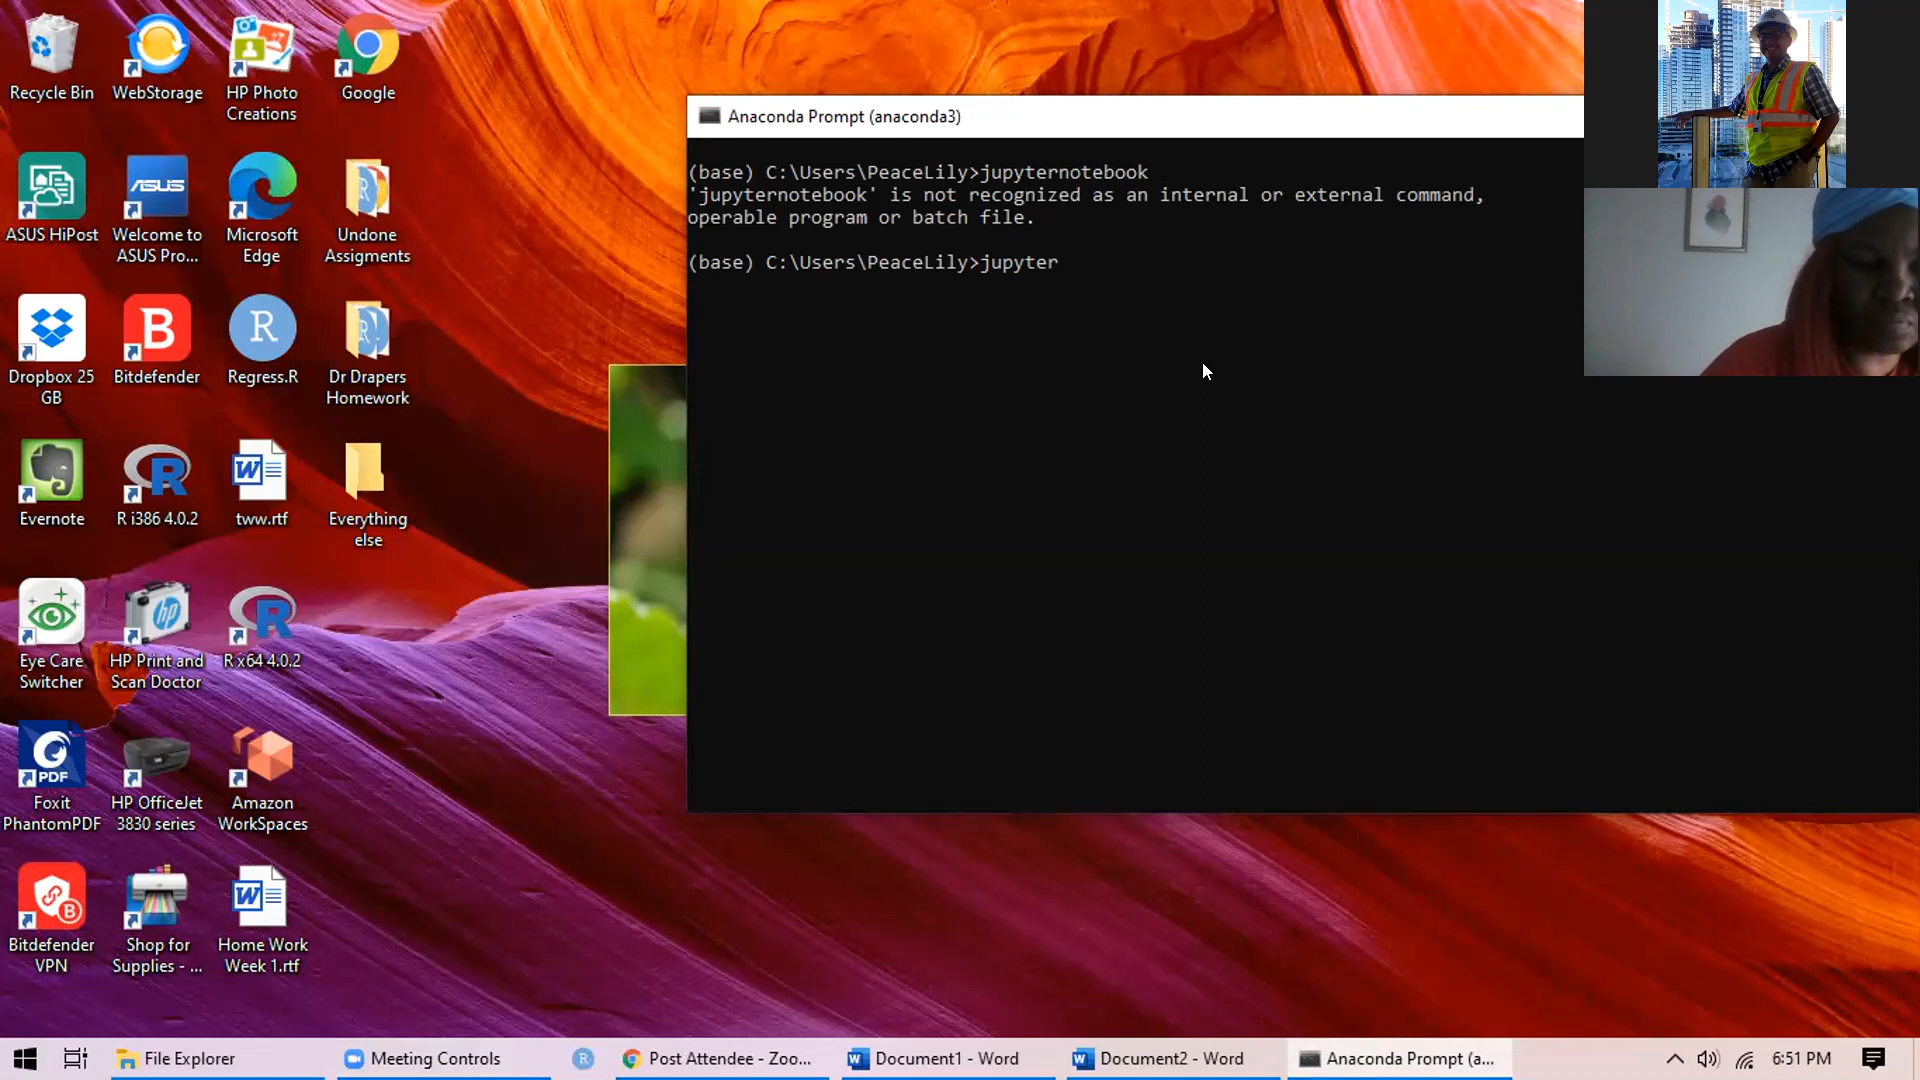 Recycle Bin
WebStorage
HP Photo
Creations
Google
ASUS HiPost
ASUS
Welcome to
ASUS Pro...
Microsoft
Edge
Undone
Assigments
Dropbox 25
GB
B
Bitdefender
R
Regress.R
Dr Drapers
Homework
Evernote
R
R i386 4.0.2
W
tww.rtf
Everything
else
Eye Care
Switcher
hp
HP Print and
Scan Doctor
R
R x64 4.0.2
PDF
Foxit
PhantomPDF
HP OfficeJet
3830 series
Amazon
WorkSpaces
B
Bitdefender
VPN
Shop for
Supplies - ...
W
Home Work
Week 1.rtf
Anaconda Prompt (anaconda3)
(base) C:\Users\PeaceLily>jupyternotebook
'jupyternotebook' is not recognized as an internal or external command,
operable program or batch file.
(base) C:\Users\PeaceLily>jupyter
File Explorer
Meeting Controls
R
Post Attendee - Zoo...
W
Document1 - Word
W
Document2 - Word
Anaconda Prompt (a...
6:51 PM